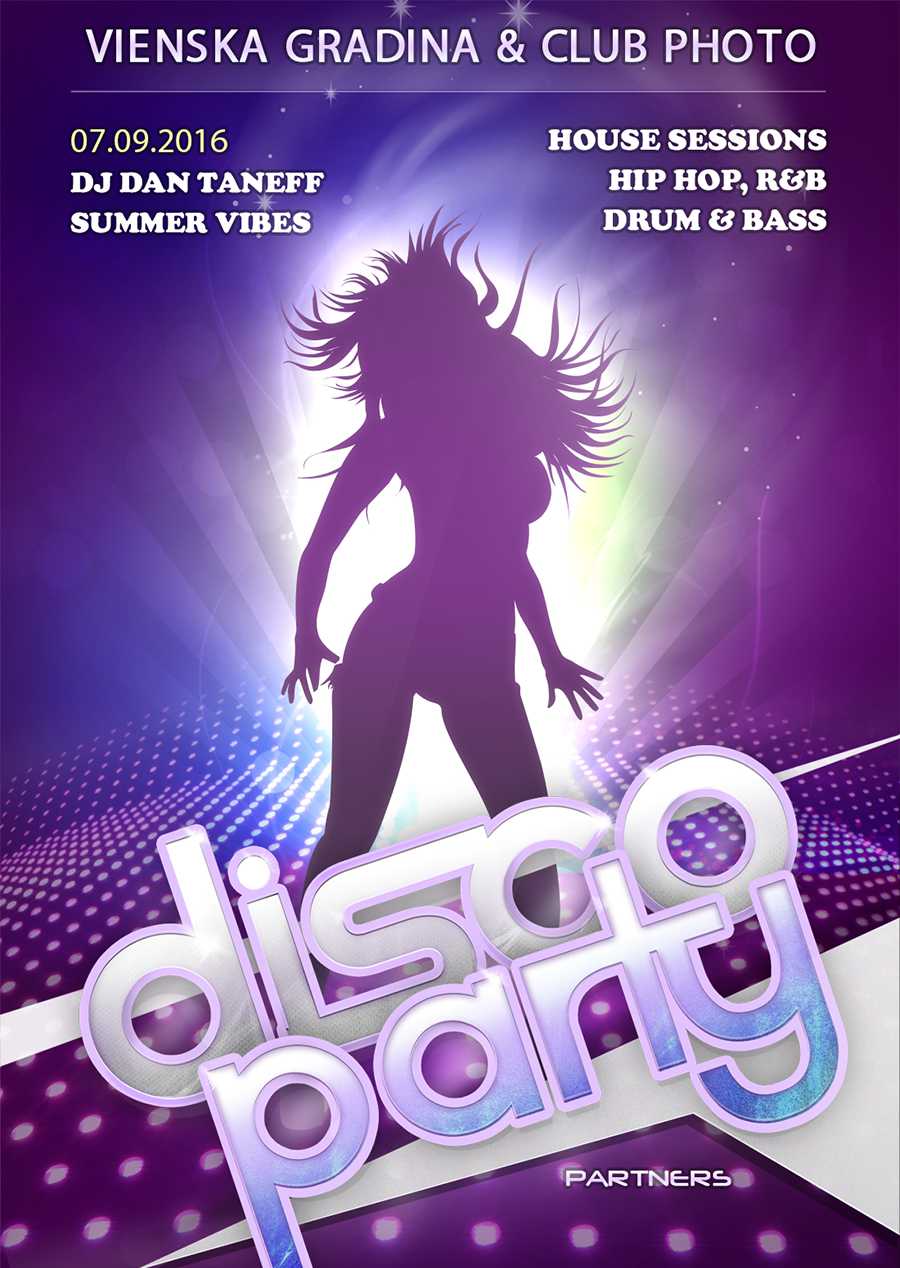 VIENSKA GRADINA & CLUB PHOTO
07.09.2016
DJ DAN TANEFF
SUMMER VIBES
HOUSE SESSIONS
HIP HOP, R&B
DRUM & BASS
disco
party
PARTNERS